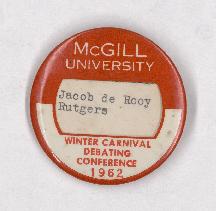 McGILL
UNIVERSITY
Jacob de Rooy
Rutgers
WINTER CARNIVAL
DEBATING
CONFERENCE
1962